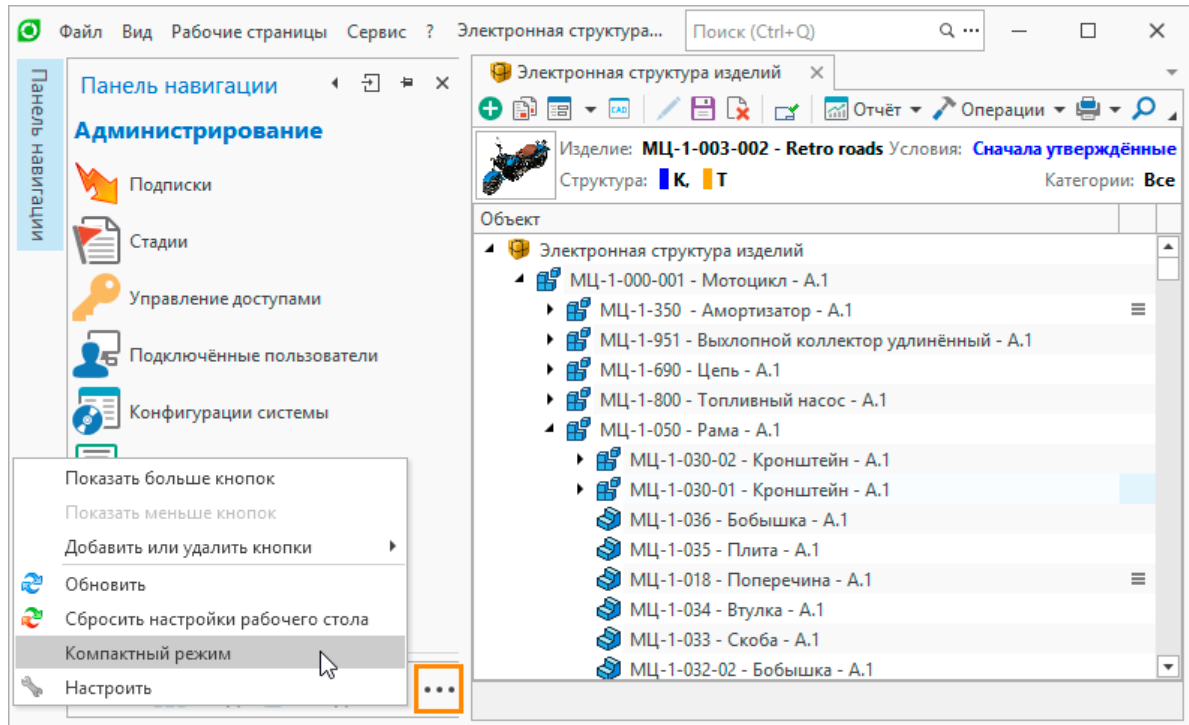 Файл Вид Рабочие страницы Сервис ? Электронная структура... Поиск (Ctrl+Q)
Панель навигации
Панель навигации
Администрирование
Подписки
Стадии
Управление доступами
Подключённые пользователи
Конфигурации системы
Показать больше кнопок
Показать меньше кнопок
Добавить или удалить кнопки
Обновить
Сбросить настройки рабочего стола
Компактный режим
Настроить
Электронная структура изделий
CAD Отчёт Операции
Изделие: МЦ-1-003-002 - Retro roads Условия: Сначала утверждённые
Структура: К, Т Категории: Все
Объект
Электронная структура изделий
МЦ-1-000-001 - Мотоцикл - А.1
МЦ-1-350 - Амортизатор - А.1
МЦ-1-951 - Выхлопной коллектор удлинённый - А.1
МЦ-1-690 - Цепь - А.1
МЦ-1-800 - Топливный насос - А.1
МЦ-1-050 - Рама - А.1
МЦ-1-030-02 - Кронштейн - А.1
МЦ-1-030-01 - Кронштейн - А.1
МЦ-1-036 - Бобышка - А.1
МЦ-1-035 - Плита - А.1
МЦ-1-018 - Поперечина - А.1
МЦ-1-034 - Втулка - А.1
МЦ-1-033 - Скоба - А.1
МЦ-1-032-02 - Бобышка - А.1